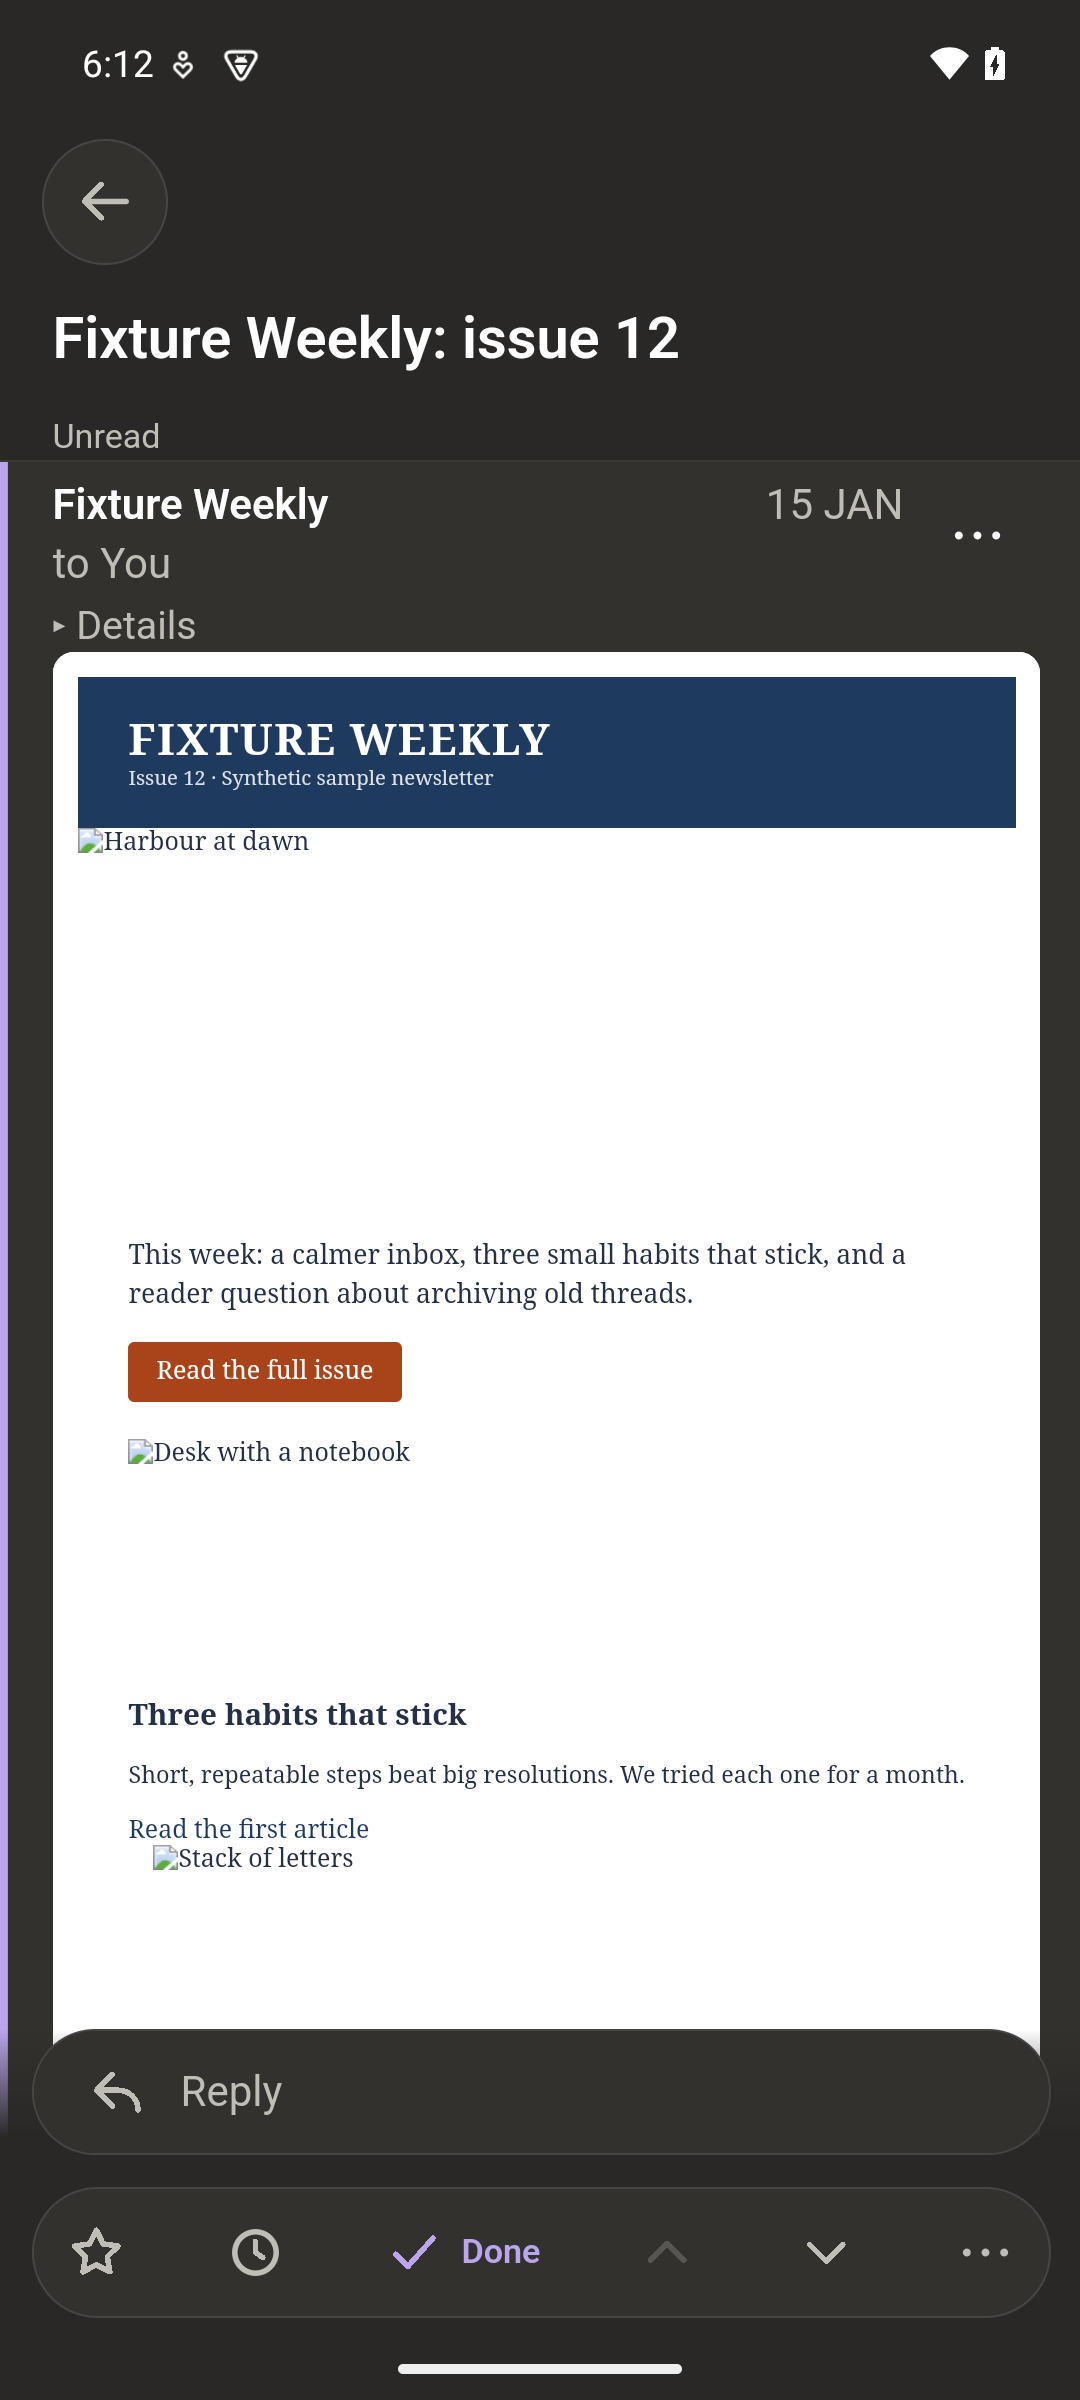 6:12
Fixture Weekly: issue 12
Unread
Fixture Weekly
15 JAN
to You
Details
FIXTURE WEEKLY
Issue 12 · Synthetic sample newsletter
Harbour at dawn
This week: a calmer inbox, three small habits that stick, and a
reader question about archiving old threads.
Read the full issue
Desk with a notebook
Three habits that stick
Short, repeatable steps beat big resolutions. We tried each one for a month.
Read the first article
Stack of letters
Reply
Done